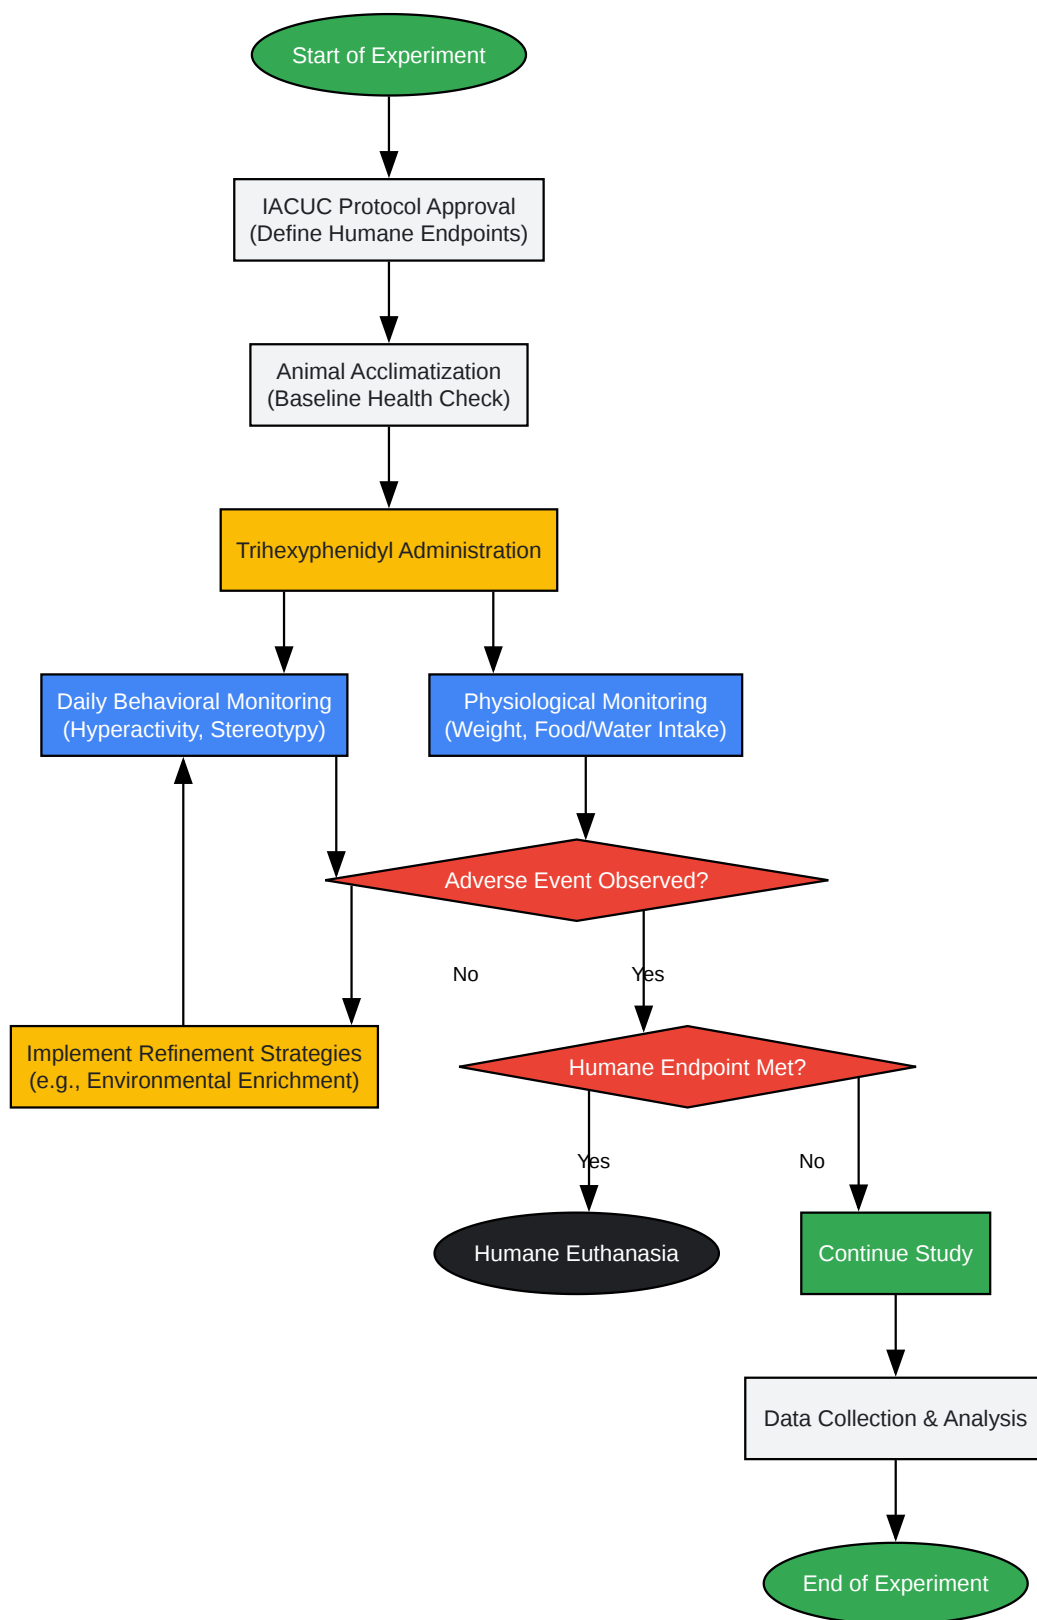 Start of Experiment
IACUC Protocol Approval
(Define Humane Endpoints)
Animal Acclimatization
(Baseline Health Check)
Trihexyphenidyl Administration
Daily Behavioral Monitoring
(Hyperactivity, Stereotypy)
Physiological Monitoring
(Weight, Food/Water Intake)
Adverse Event Observed?
No
Yes
Implement Refinement Strategies
(e.g., Environmental Enrichment)
Humane Endpoint Met?
Yes
No
Humane Euthanasia
Continue Study
Data Collection & Analysis
End of Experiment